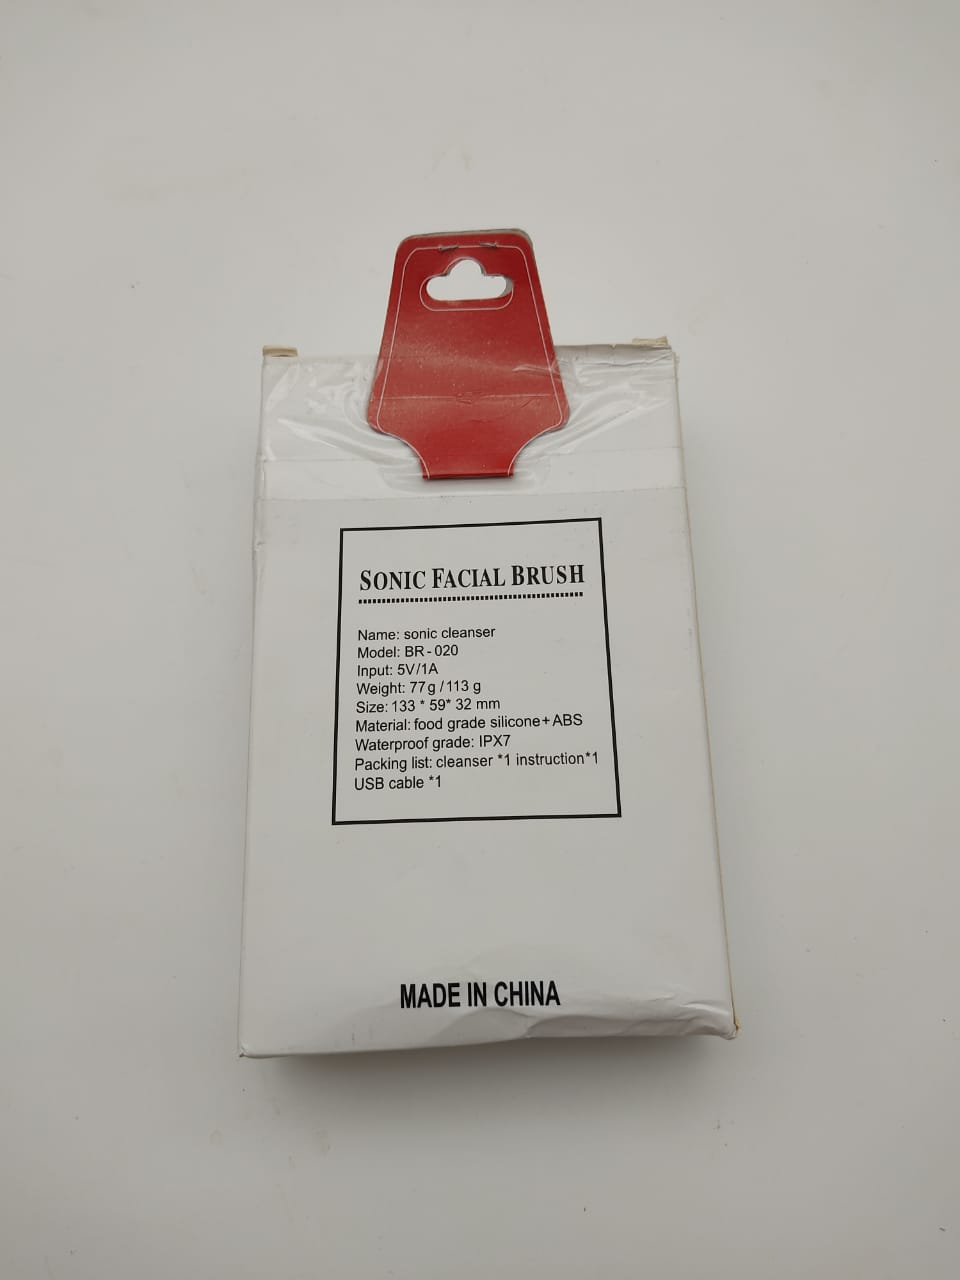 SONIC FACIAL BRUSH
Name: sonic cleanser
Model: BR-020
Input: 5V/1A
Weight: 77g/113 g
Size: 133 * 59* 32 mm
Material: food grade silicone+ABS
Waterproof grade: IPX7
Packing list: cleanser *1 instruction*1
USB cable *1
MADE IN CHINA